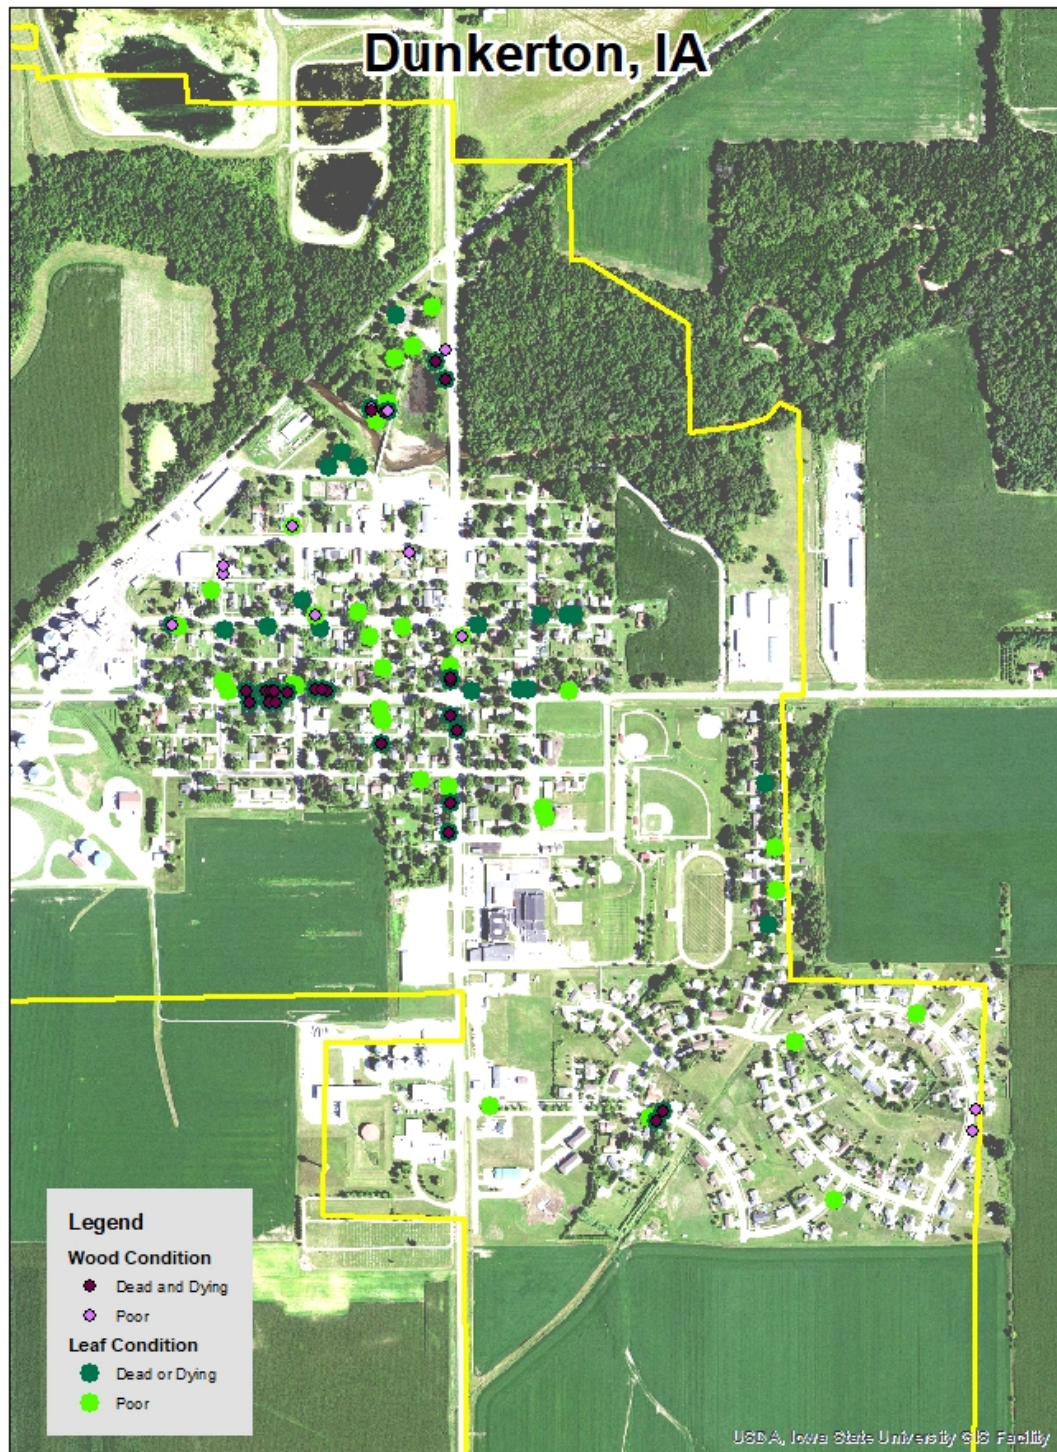 Dunkerton, IA
Legend
Wood Condition
Dead and Dying
Poor
Leaf Condition
Dead or Dying
Poor
USDA, Iowa State University GIS Facility